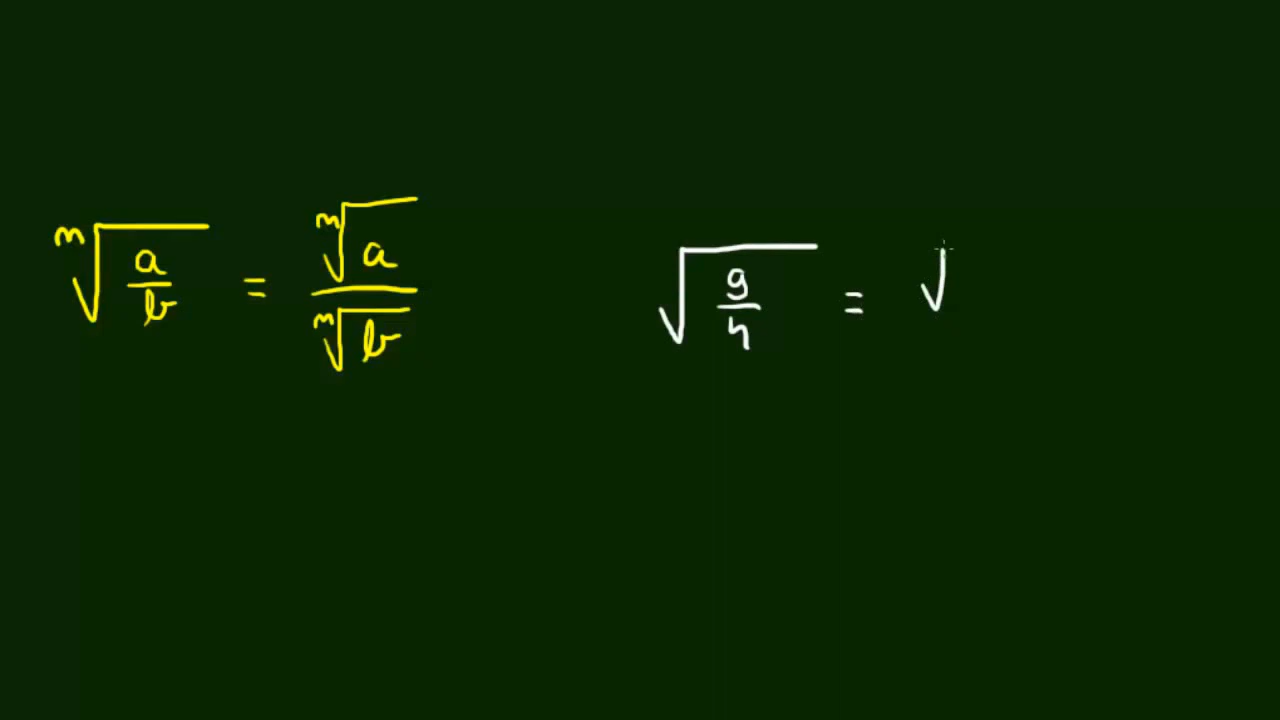 ⁿ√(a/b) = ⁿ√a / ⁿ√b
√(9/4) = √